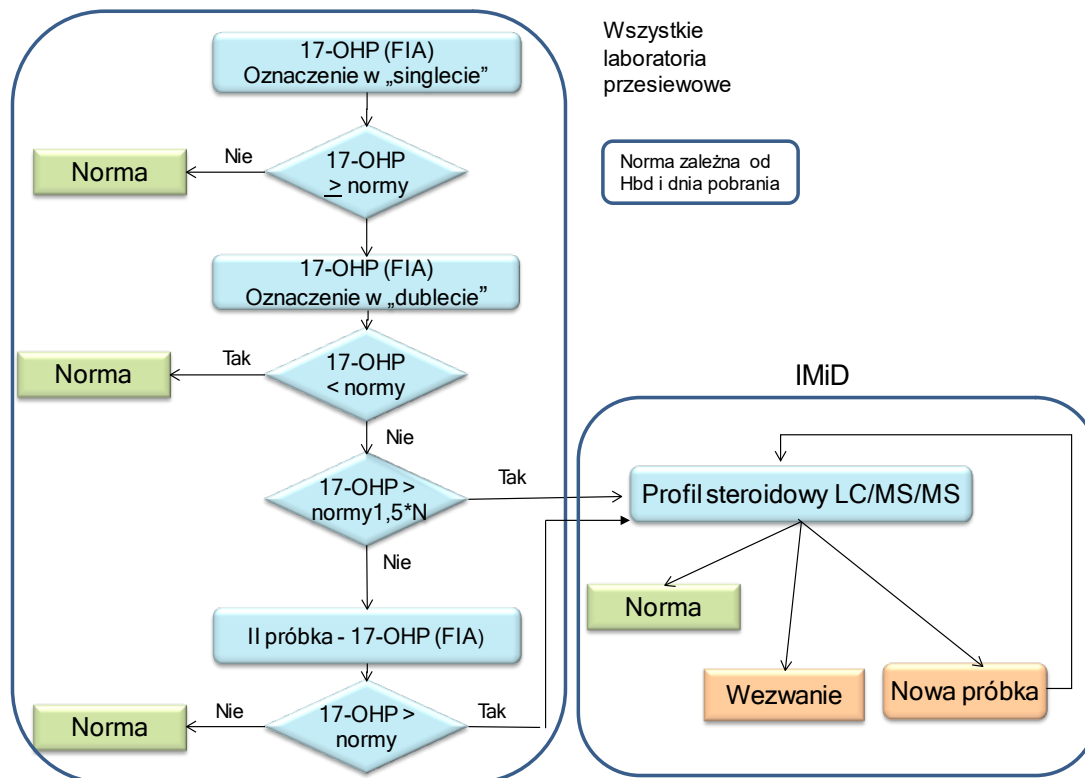 17-OHP (FIA)
Oznaczenie w „singlecie”
Wszystkie
laboratoria
przesiewowe
Norma
Nie
17-OHP
> normy
Norma zależna od
Hbd i dnia pobrania
17-OHP (FIA)
Oznaczenie w „dublecie”
Norma
Tak
17-OHP
< normy
Nie
IMiD
17-OHP >
normy1,5*N
Tak
Profil steroidowy LC/MS/MS
Nie
Norma
II próbka - 17-OHP (FIA)
Wezwanie
Nowa próbka
Norma
Nie
17-OHP >
normy
Tak